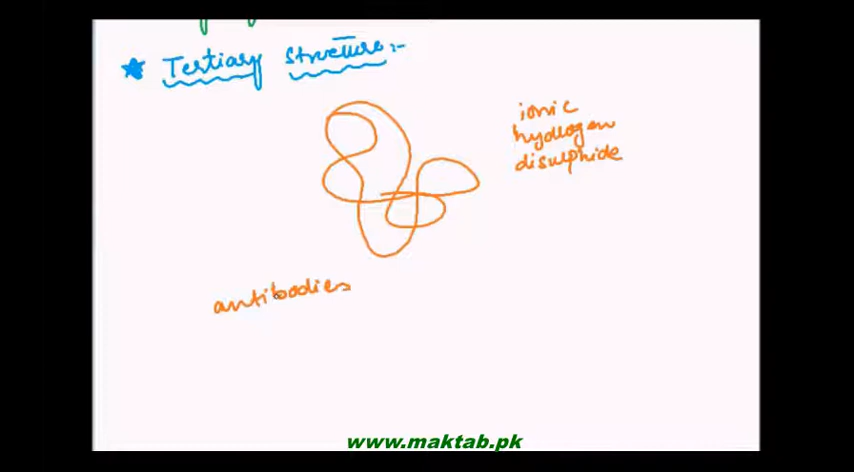 ★ Tertiary Structure:-
ionic
hydrogen
disulphide
antibodies
www.maktab.pk